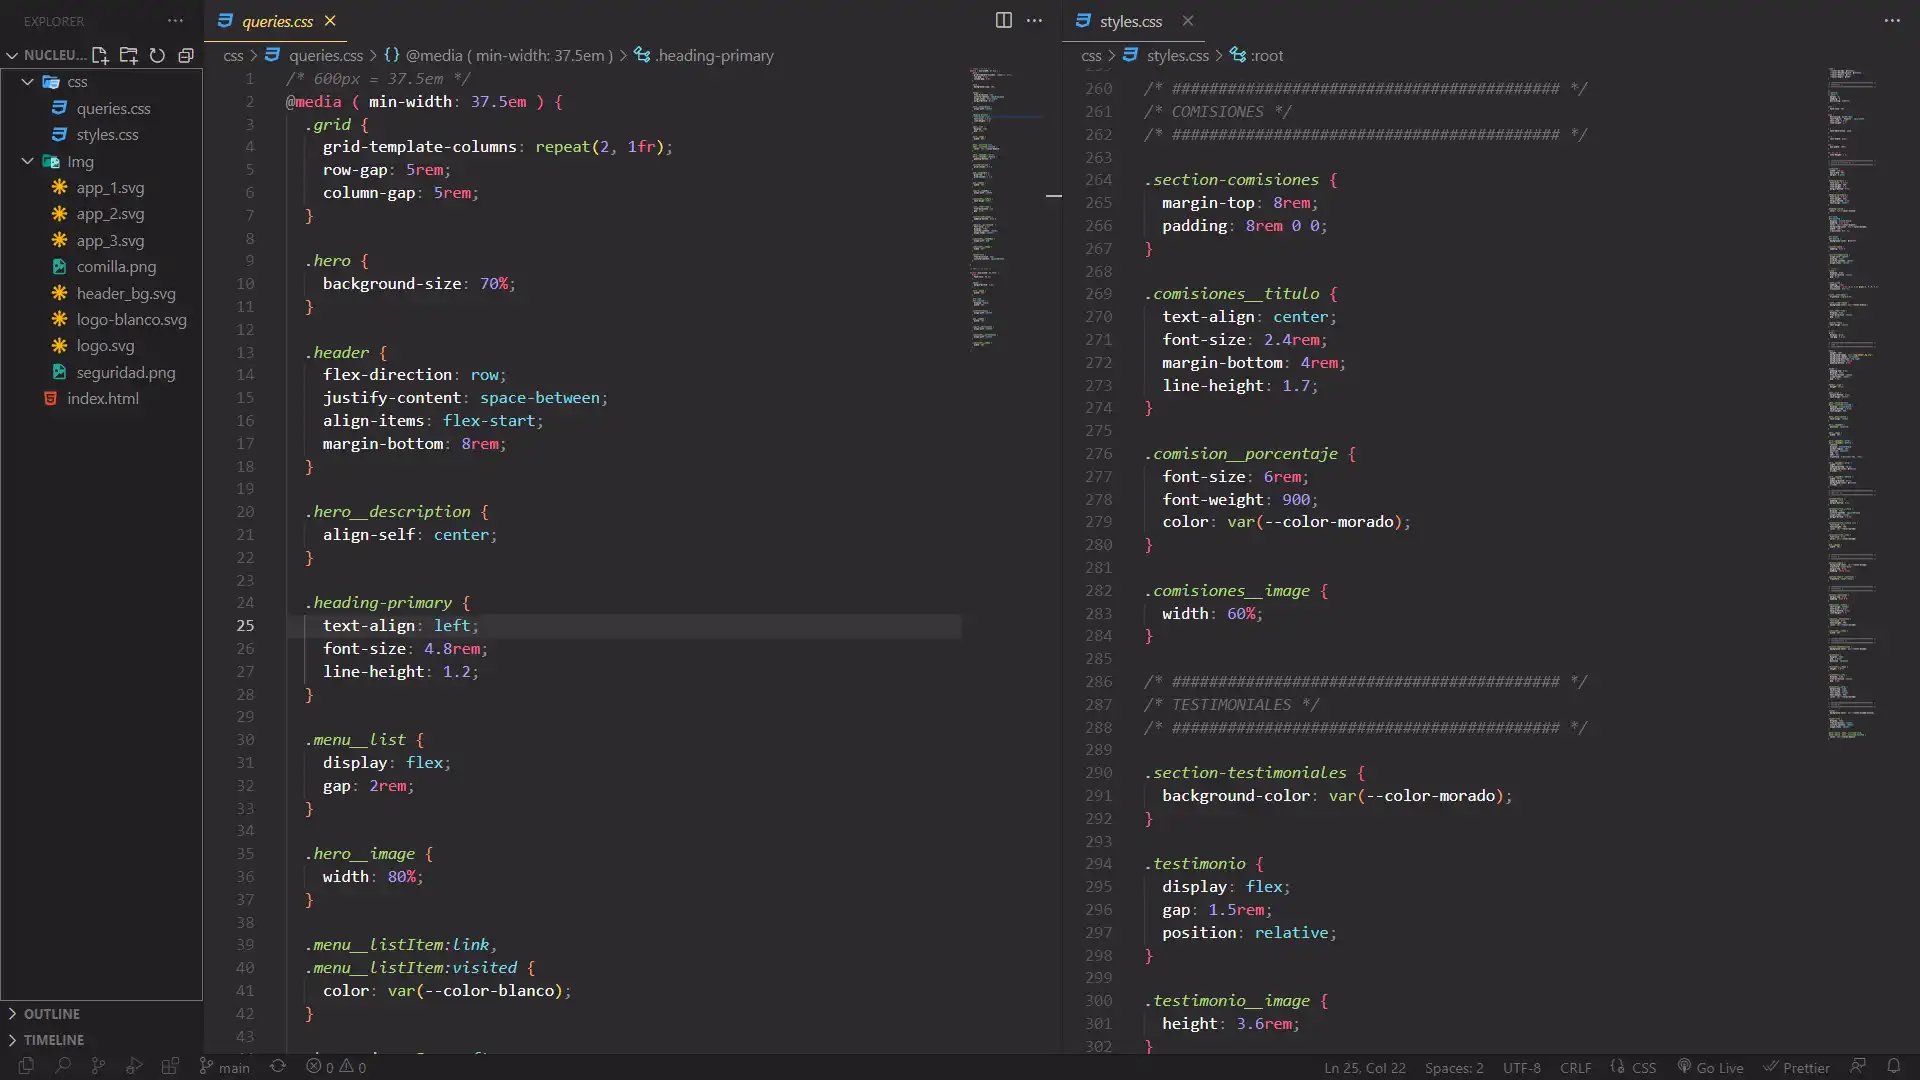 EXPLORER
NUCLEU...
css
queries.css
styles.css
Img
app_1.svg
app_2.svg
app_3.svg
comilla.png
header_bg.svg
logo-blanco.svg
logo.svg
seguridad.png
index.html
OUTLINE
TIMELINE
queries.css
css > queries.css > {} @media ( min-width: 37.5em ) > .heading-primary
1 /* 600px = 37.5em */
2 @media ( min-width: 37.5em ) {
3 .grid {
4 grid-template-columns: repeat(2, 1fr);
5 row-gap: 5rem;
6 column-gap: 5rem;
7 }
8
9 .hero {
10 background-size: 70%;
11 }
12
13 .header {
14 flex-direction: row;
15 justify-content: space-between;
16 align-items: flex-start;
17 margin-bottom: 8rem;
18 }
19
20 .hero__description {
21 align-self: center;
22 }
23
24 .heading-primary {
25 text-align: left;
26 font-size: 4.8rem;
27 line-height: 1.2;
28 }
29
30 .menu__list {
31 display: flex;
32 gap: 2rem;
33 }
34
35 .hero__image {
36 width: 80%;
37 }
38
39 .menu__listItem:link,
40 .menu__listItem:visited {
41 color: var(--color-blanco);
42 }
43
styles.css
css > styles.css > :root
260 /* ########################################## */
261 /* COMISIONES */
262 /* ########################################## */
263
264 .section-comisiones {
265 margin-top: 8rem;
266 padding: 8rem 0 0;
267 }
268
269 .comisiones__titulo {
270 text-align: center;
271 font-size: 2.4rem;
272 margin-bottom: 4rem;
273 line-height: 1.7;
274 }
275
276 .comision__porcentaje {
277 font-size: 6rem;
278 font-weight: 900;
279 color: var(--color-morado);
280 }
281
282 .comisiones__image {
283 width: 60%;
284 }
285
286 /* ########################################## */
287 /* TESTIMONIALES */
288 /* ########################################## */
289
290 .section-testimoniales {
291 background-color: var(--color-morado);
292 }
293
294 .testimonio {
295 display: flex;
296 gap: 1.5rem;
297 position: relative;
298 }
299
300 .testimonio__image {
301 height: 3.6rem;
302 }
main 0 0 Ln 25, Col 22 Spaces: 2 UTF-8 CRLF {} CSS Go Live Prettier